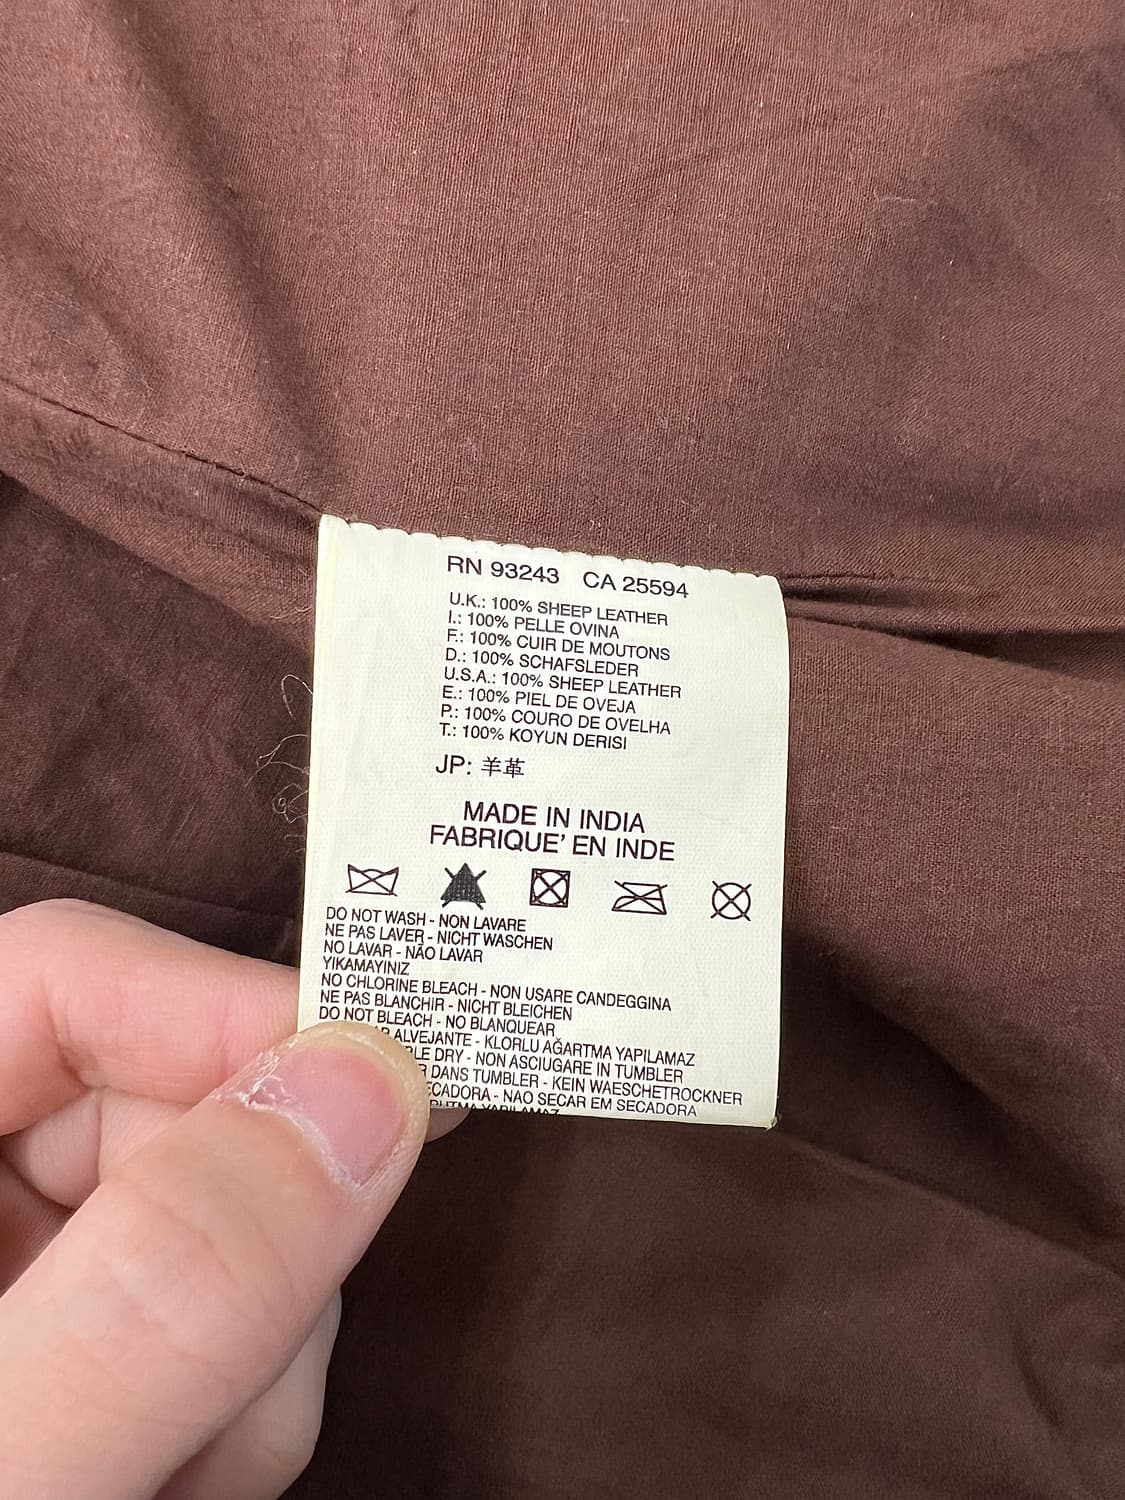 RN 93243 CA 25594
U.K.: 100% SHEEP LEATHER
I.: 100% PELLE OVINA
F.: 100% CUIR DE MOUTONS
D.: 100% SCHAFSLEDER
U.S.A.: 100% SHEEP LEATHER
E.: 100% PIEL DE OVEJA
P.: 100% COURO DE OVELHA
T.: 100% KOYUN DERISI
JP: 羊革
MADE IN INDIA
FABRIQUE' EN INDE
DO NOT WASH - NON LAVARE
NE PAS LAVER - NICHT WASCHEN
NO LAVAR - NÃO LAVAR
YIKAMAYINIZ
NO CHLORINE BLEACH - NON USARE CANDEGGINA
NE PAS BLANCHIR - NICHT BLEICHEN
DO NOT BLEACH - NO BLANQUEAR
ALVEJANTE - KLORLU AĞARTMA YAPILAMAZ
DRY - NON ASCIUGARE IN TUMBLER
DANS TUMBLER - KEIN WAESCHETROCKNER
- NAO SECAR EM SECADORA